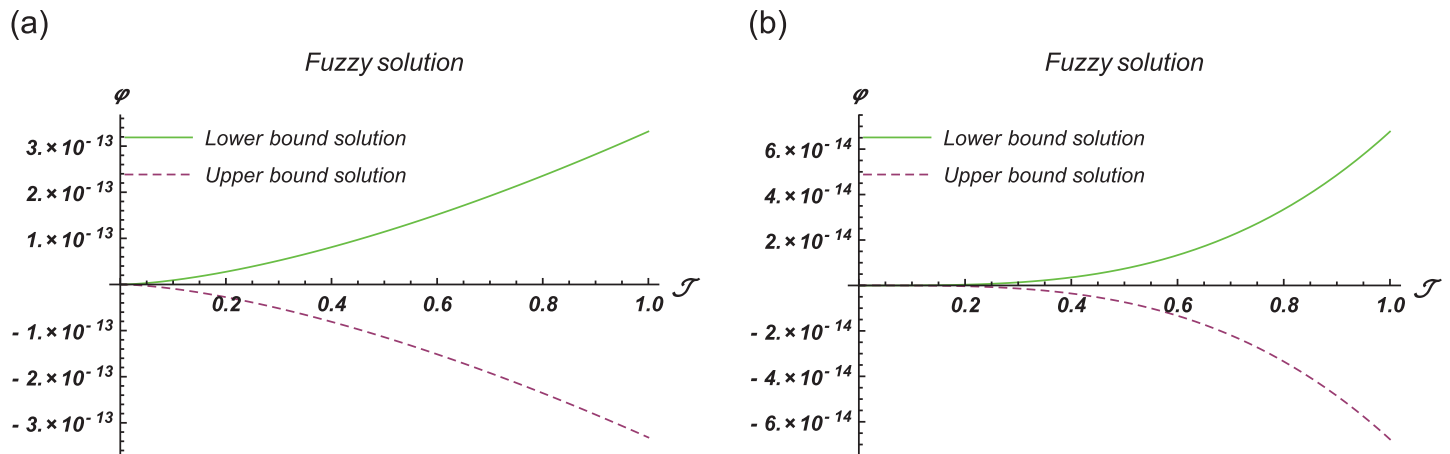 (a)
Fuzzy solution
φ
Lower bound solution
Upper bound solution
3.×10⁻¹³
2.×10⁻¹³
1.×10⁻¹³
0.2 0.4 0.6 0.8 1.0 𝒯
- 1.×10⁻¹³
- 2.×10⁻¹³
- 3.×10⁻¹³
(b)
Fuzzy solution
φ
Lower bound solution
Upper bound solution
6.×10⁻¹⁴
4.×10⁻¹⁴
2.×10⁻¹⁴
0.2 0.4 0.6 0.8 1.0 𝒯
- 2.×10⁻¹⁴
- 4.×10⁻¹⁴
- 6.×10⁻¹⁴